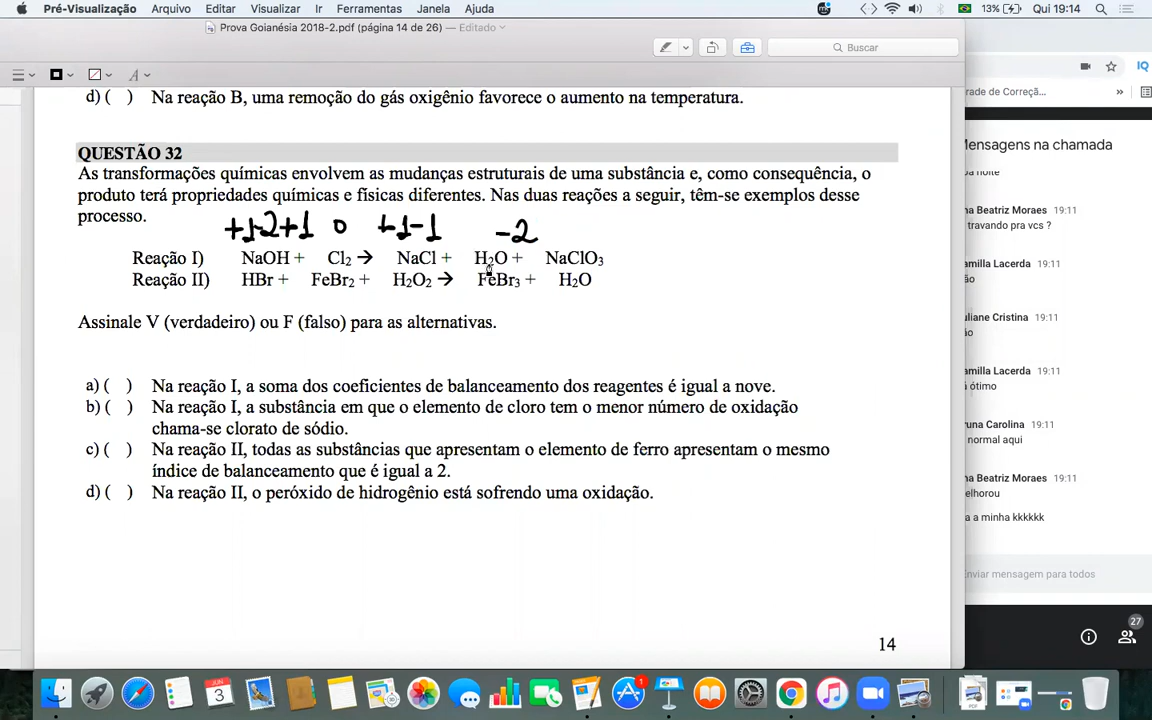 Pré-Visualização Arquivo Editar Visualizar Ir Ferramentas Janela Ajuda 13% Qui 19:14
Prova Goianésia 2018-2.pdf (página 14 de 26) — Editado
Buscar
d) ( ) Na reação B, uma remoção do gás oxigênio favorece o aumento na temperatura.
QUESTÃO 32
As transformações químicas envolvem as mudanças estruturais de uma substância e, como consequência, o
produto terá propriedades químicas e físicas diferentes. Nas duas reações a seguir, têm-se exemplos desse
processo.
+1-2+1 0 +1-1 -2
Reação I) NaOH + Cl₂ → NaCl + H₂O + NaClO₃
Reação II) HBr + FeBr₂ + H₂O₂ → FeBr₃ + H₂O
Assinale V (verdadeiro) ou F (falso) para as alternativas.
a) ( ) Na reação I, a soma dos coeficientes de balanceamento dos reagentes é igual a nove.
b) ( ) Na reação I, a substância em que o elemento de cloro tem o menor número de oxidação
chama-se clorato de sódio.
c) ( ) Na reação II, todas as substâncias que apresentam o elemento de ferro apresentam o mesmo
índice de balanceamento que é igual a 2.
d) ( ) Na reação II, o peróxido de hidrogênio está sofrendo uma oxidação.
14
IQ
rade de Correçã... »
Mensagens na chamada
a noite
a Beatriz Moraes 19:11
travando pra vcs ?
amilla Lacerda 19:11
ão
uliane Cristina 19:11
amilla Lacerda 19:11
á ótimo
runa Carolina 19:11
normal aqui
a Beatriz Moraes 19:11
elhorou
a a minha kkkkkk
Enviar mensagem para todos
27
3
1